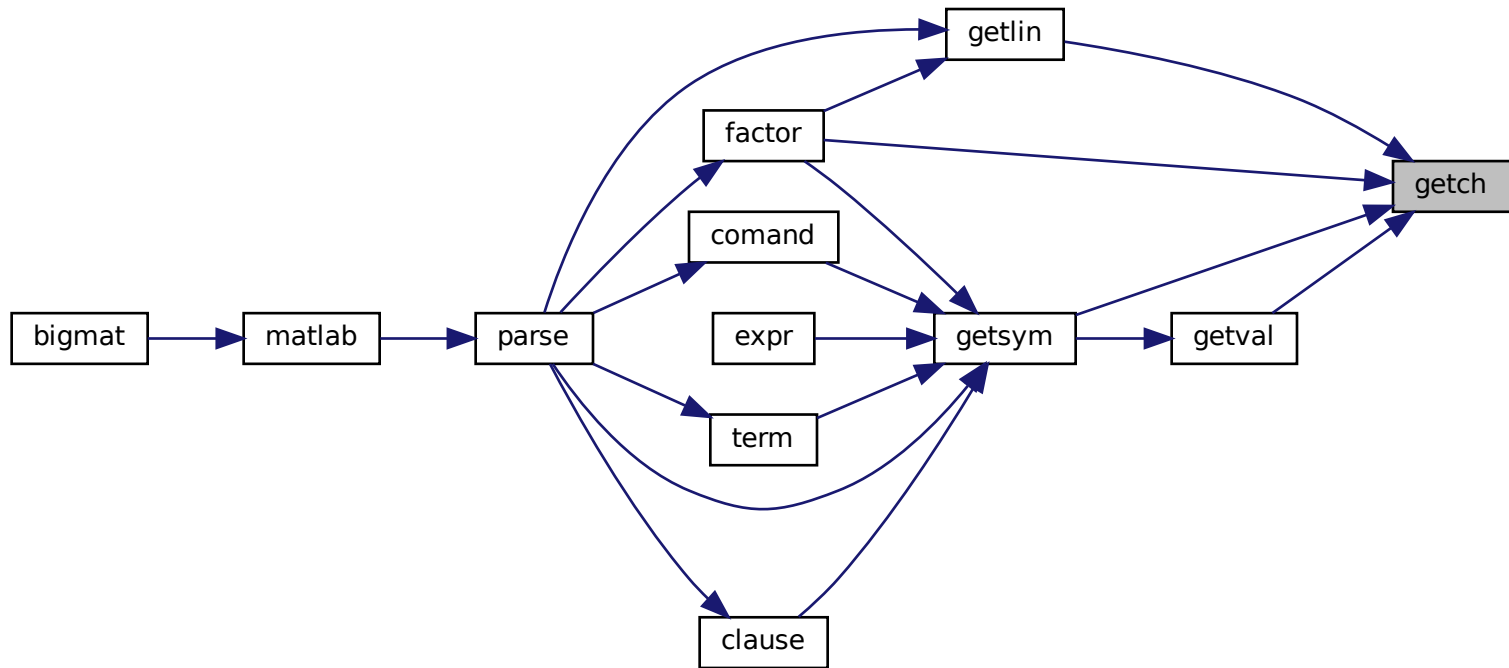 getlin
factor
getch
comand
bigmat
matlab
parse
expr
getsym
getval
term
clause